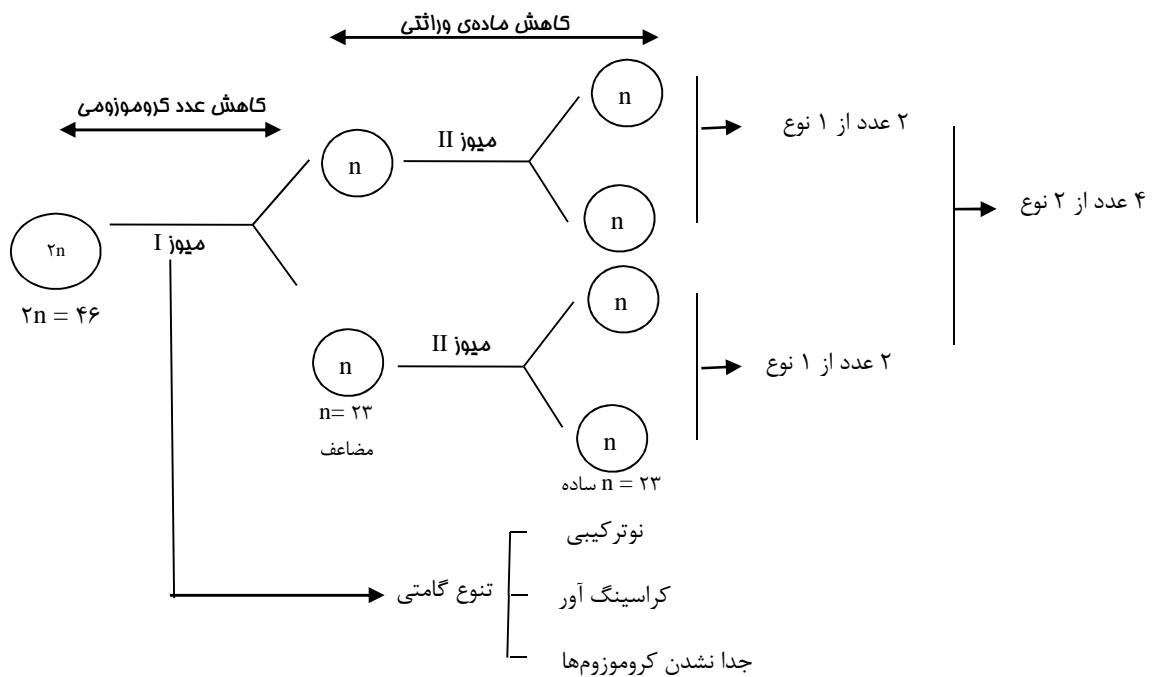 کاهش ماده‌ی وراثتی
کاهش عدد کروموزومی
n
۲ عدد از ۱ نوع
میوز II
n
۴ عدد از ۲ نوع
n
میوز I
۲n
۲n = ۴۶
n
میوز II
n
۲ عدد از ۱ نوع
n= ۲۳
مضاعف
n
n = ۲۳ ساده
نوترکیبی
تنوع گامتی
کراسینگ آور
جدا نشدن کروموزوم‌ها